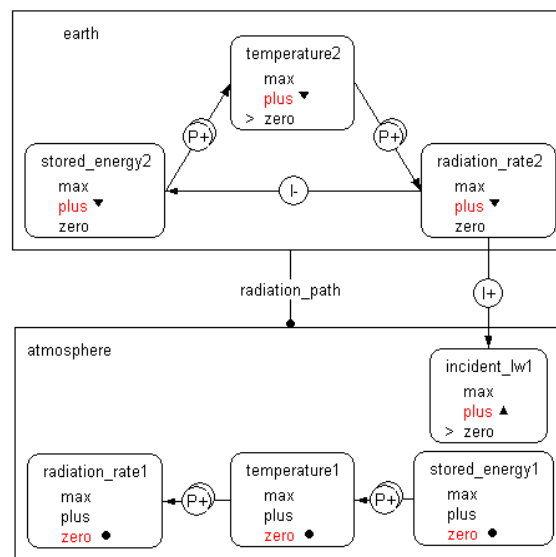 earth
temperature2
max
plus
> zero
P+
P+
stored_energy2
max
plus
zero
I-
radiation_rate2
max
plus
zero
radiation_path
I+
atmosphere
incident_lw1
max
plus
> zero
radiation_rate1
max
plus
zero
P+
temperature1
max
plus
zero
P+
stored_energy1
max
plus
zero